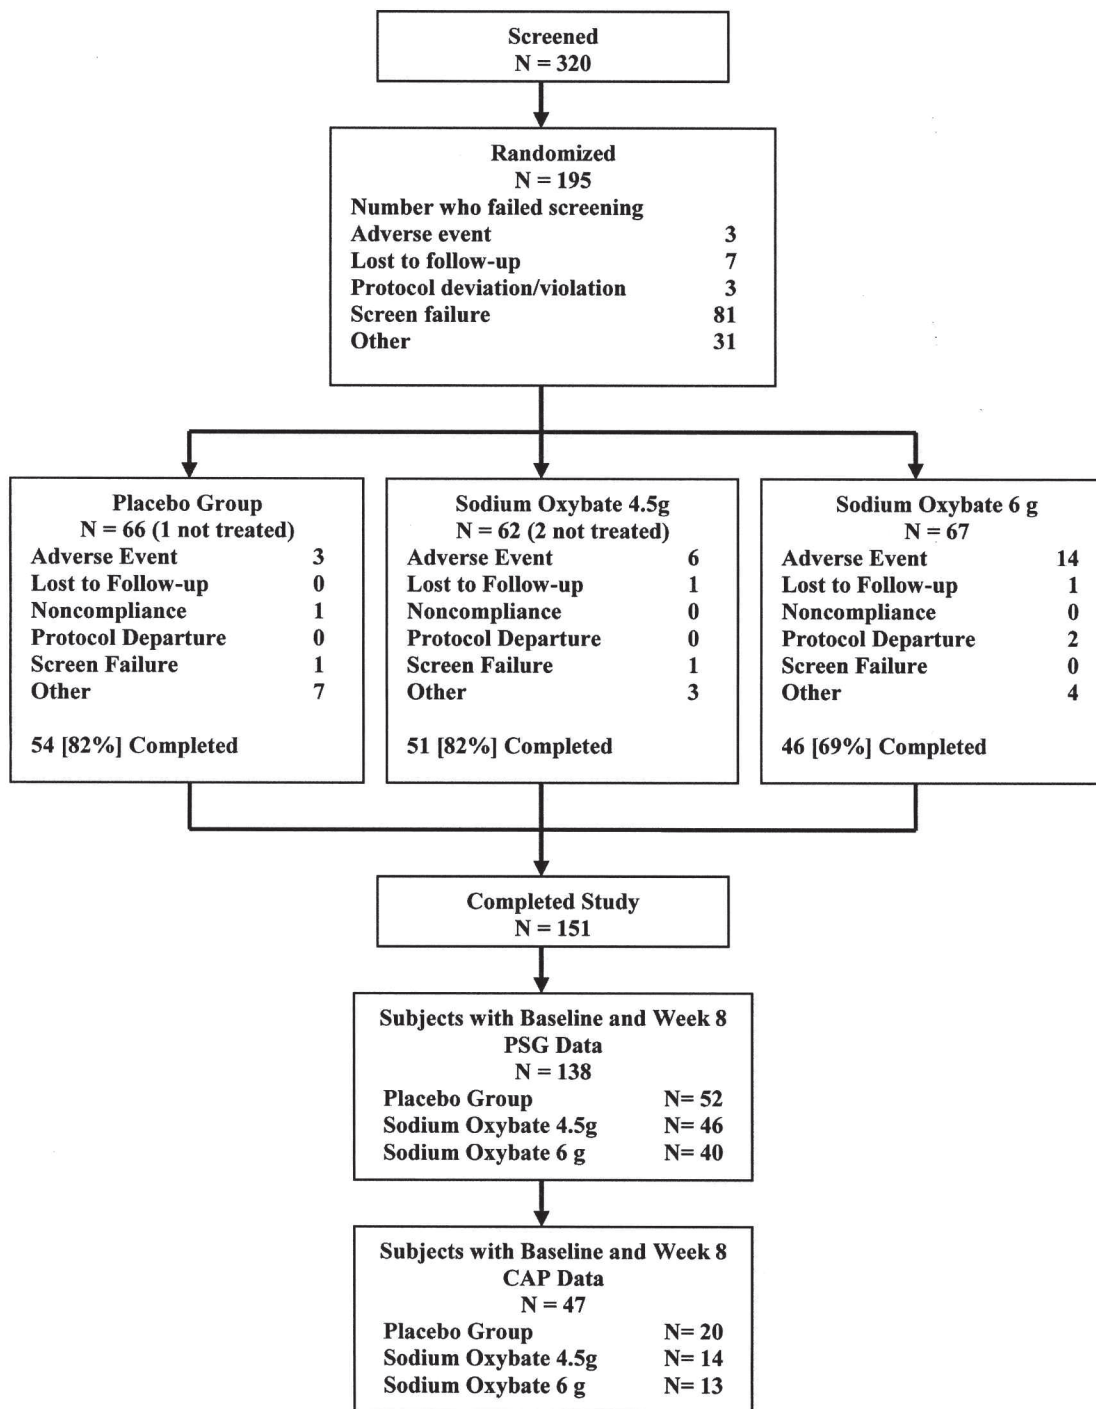 Screened
N = 320
Randomized
N = 195
Number who failed screening
Adverse event 3
Lost to follow-up 7
Protocol deviation/violation 3
Screen failure 81
Other 31
Placebo Group
N = 66 (1 not treated)
Adverse Event 3
Lost to Follow-up 0
Noncompliance 1
Protocol Departure 0
Screen Failure 1
Other 7
54 [82%] Completed
Sodium Oxybate 4.5g
N = 62 (2 not treated)
Adverse Event 6
Lost to Follow-up 1
Noncompliance 0
Protocol Departure 0
Screen Failure 1
Other 3
51 [82%] Completed
Sodium Oxybate 6 g
N = 67
Adverse Event 14
Lost to Follow-up 1
Noncompliance 0
Protocol Departure 2
Screen Failure 0
Other 4
46 [69%] Completed
Completed Study
N = 151
Subjects with Baseline and Week 8
PSG Data
N = 138
Placebo Group N= 52
Sodium Oxybate 4.5g N= 46
Sodium Oxybate 6 g N= 40
Subjects with Baseline and Week 8
CAP Data
N = 47
Placebo Group N= 20
Sodium Oxybate 4.5g N= 14
Sodium Oxybate 6 g N= 13